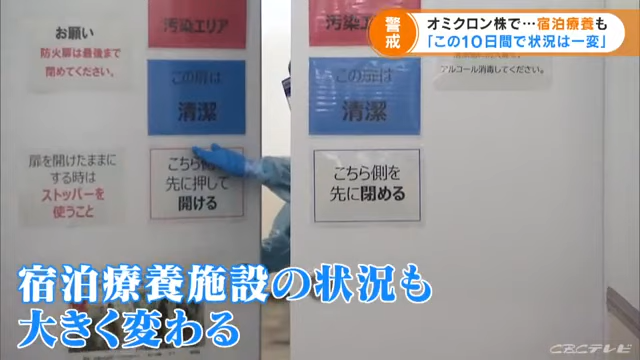 警戒
オミクロン株で…宿泊療養も
「この10日間で状況は一変」
お願い
防火扉は最後まで
閉めてください。
汚染エリア
この扉は
清潔
扉を開けたままに
する時は
ストッパーを
使うこと
こちら側を
先に押して
開ける
汚染エリア
この扉は
清潔
こちら側を
先に閉める
アルコール消毒してください。
宿泊療養施設の状況も
大きく変わる
CBCテレビ